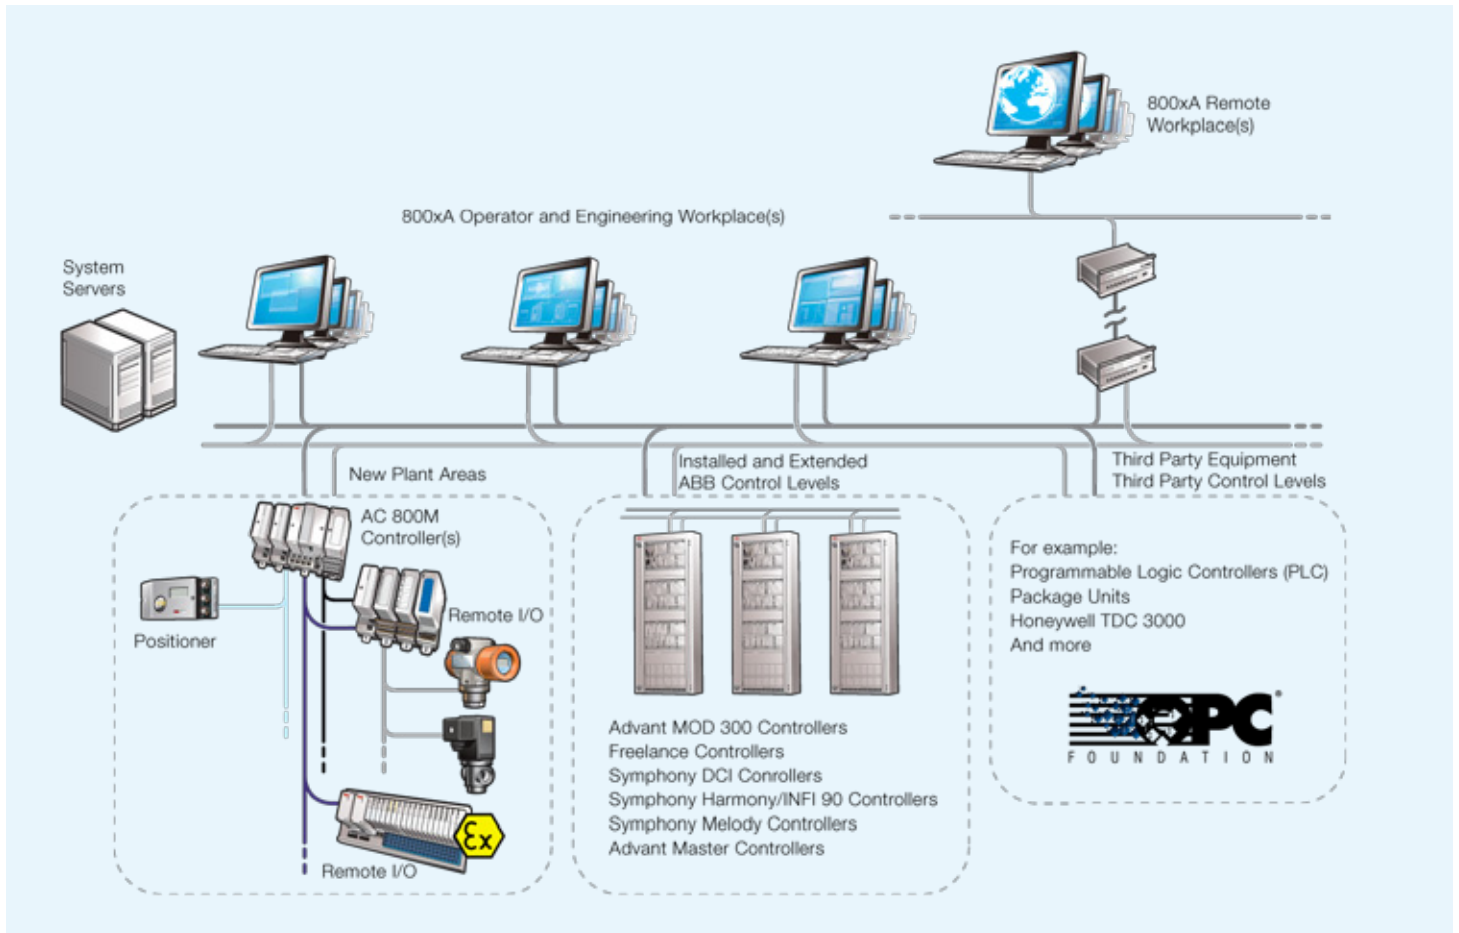 800xA Remote
Workplace(s)
800xA Operator and Engineering Workplace(s)
System
Servers
New Plant Areas
Installed and Extended
ABB Control Levels
Third Party Equipment
Third Party Control Levels
AC 800M
Controller(s)
Positioner
Remote I/O
Ex
Remote I/O
Advant MOD 300 Controllers
Freelance Controllers
Symphony DCI Conrollers
Symphony Harmony/INFI 90 Controllers
Symphony Melody Controllers
Advant Master Controllers
For example:
Programmable Logic Controllers (PLC)
Package Units
Honeywell TDC 3000
And more
OPC®
FOUNDATION